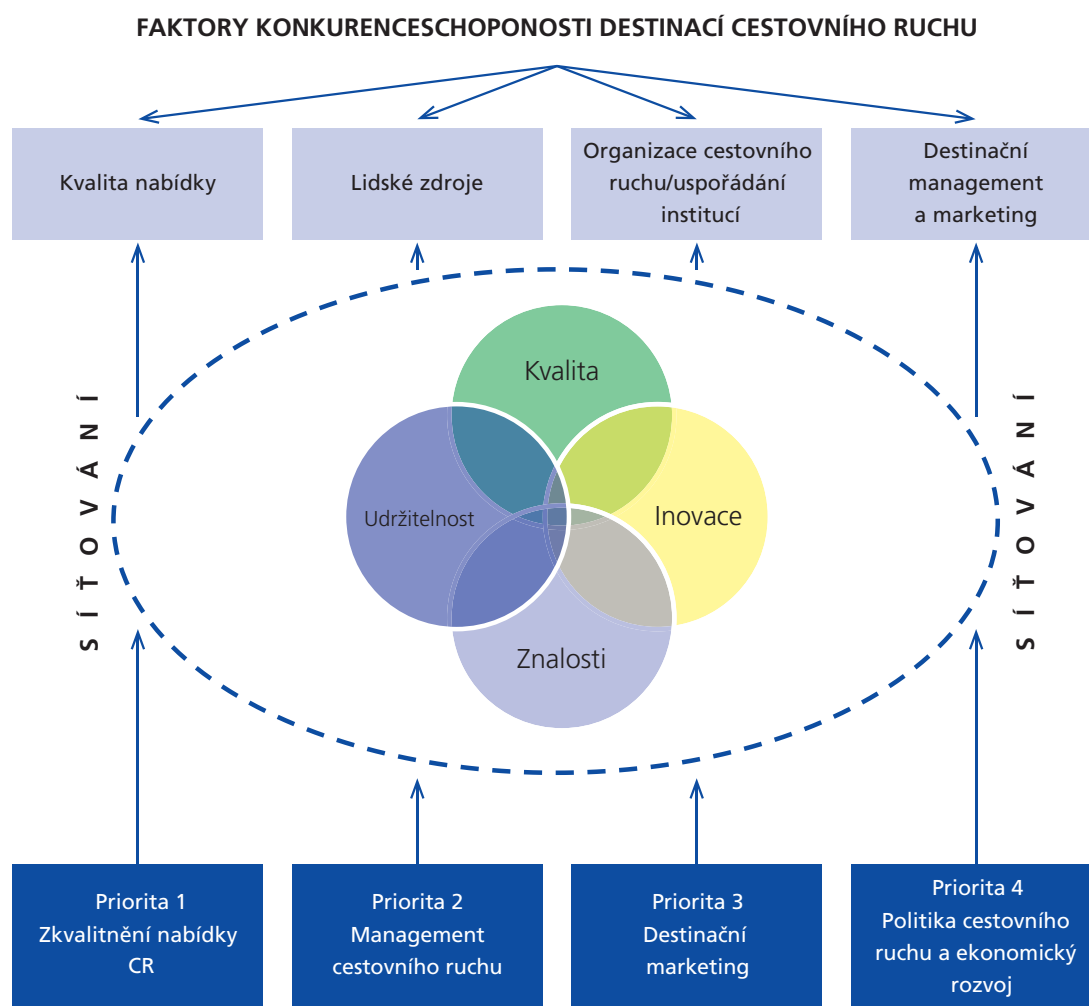 FAKTORY KONKURENCESCHOPONOSTI DESTINACÍ CESTOVNÍHO RUCHU
Kvalita nabídky
Lidské zdroje
Organizace cestovního
ruchu/uspořádání
institucí
Destinační
management
a marketing
SÍŤOVÁNÍ
Kvalita
Udržitelnost
Inovace
Znalosti
SÍŤOVÁNÍ
Priorita 1
Zkvalitnění nabídky
CR
Priorita 2
Management
cestovního ruchu
Priorita 3
Destinační
marketing
Priorita 4
Politika cestovního
ruchu a ekonomický
rozvoj